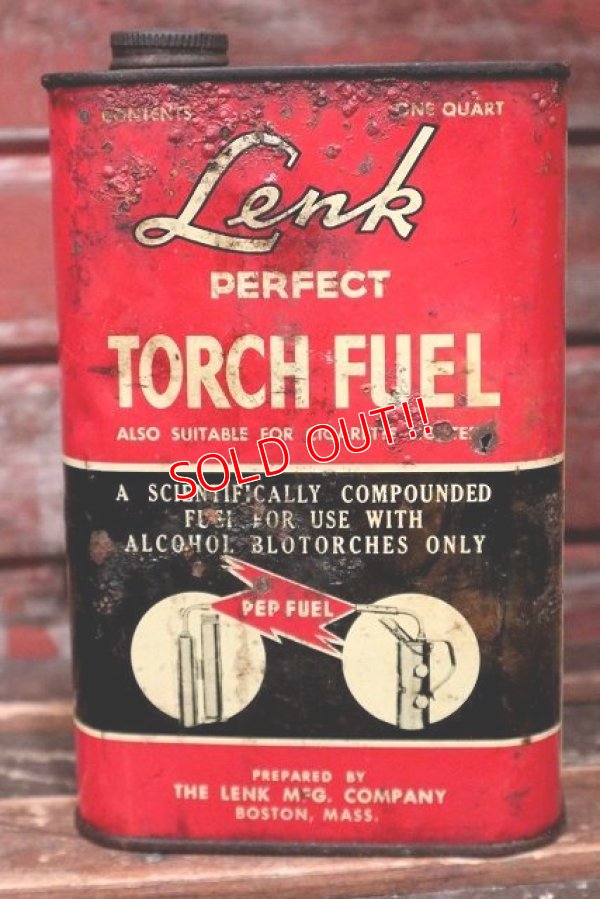 CONTENTS ONE QUART
Lenk
PERFECT
TORCH FUEL
ALSO SUITABLE FOR
SOLD OUT!!
A SCIENTIFICALLY COMPOUNDED
FUEL FOR USE WITH
ALCOHOL BLOTORCHES ONLY
PEP FUEL
PREPARED BY
THE LENK MFG. COMPANY
BOSTON, MASS.